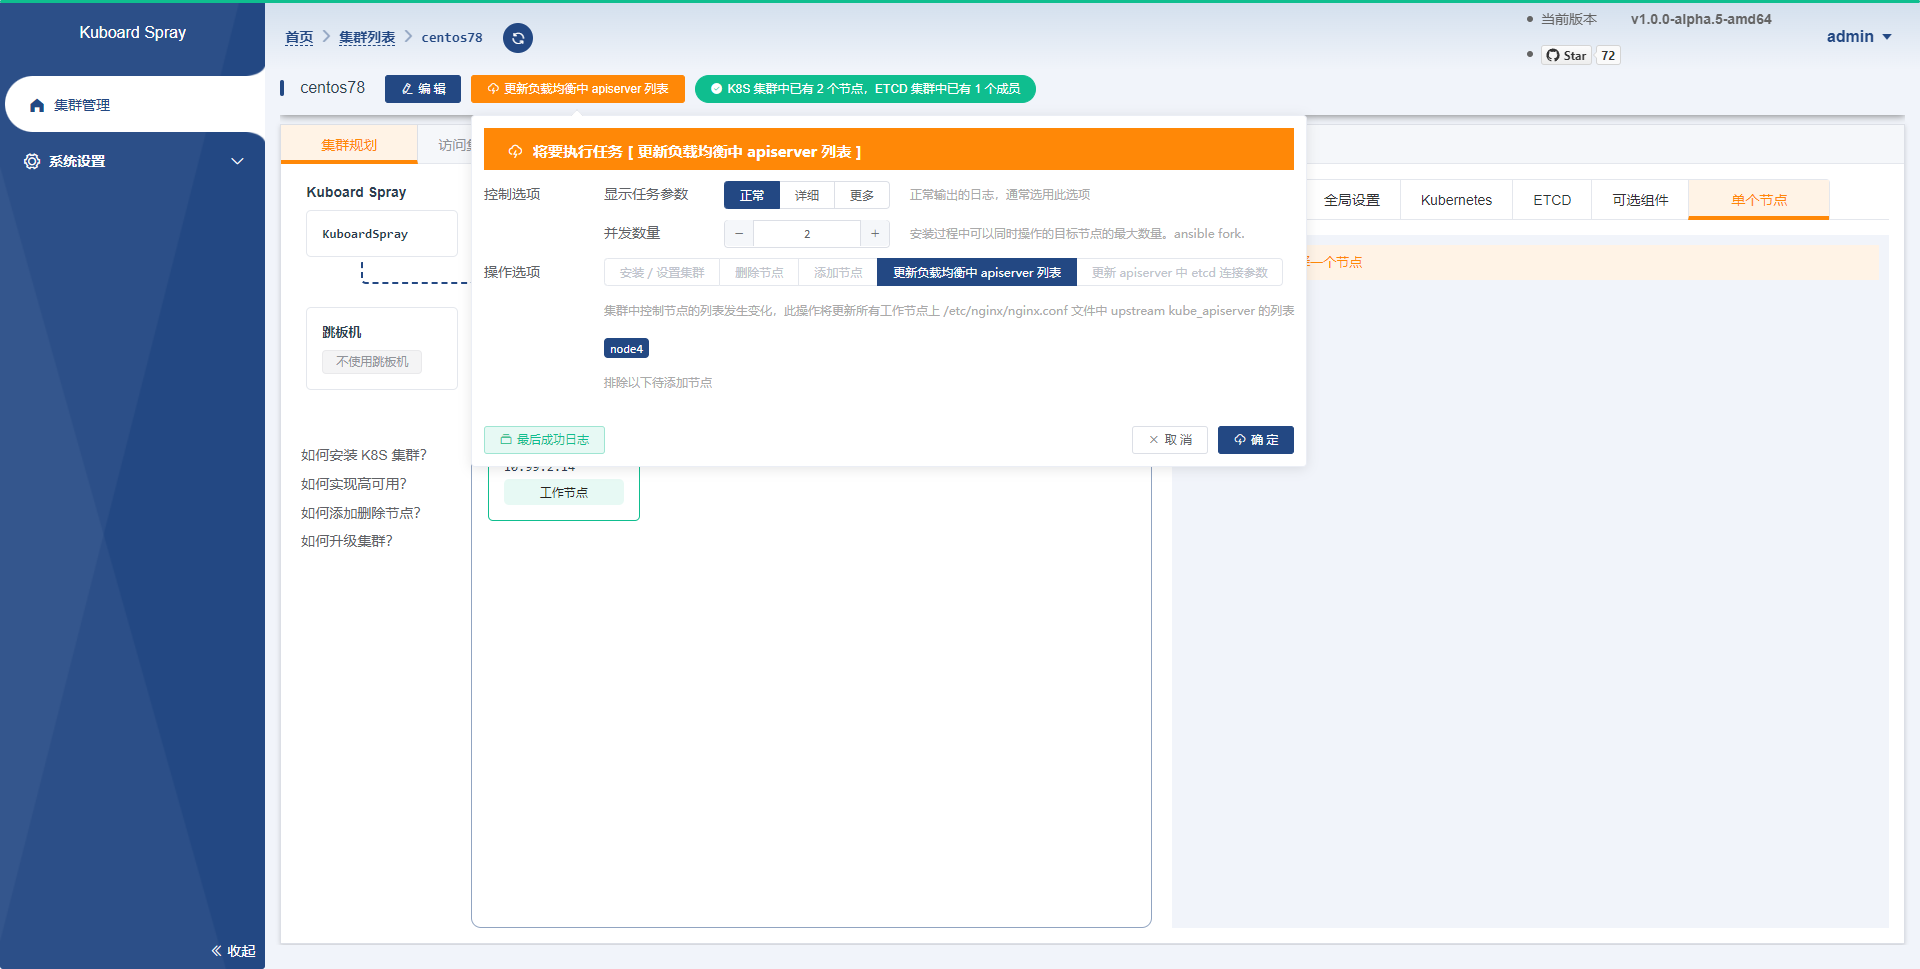 Kuboard Spray
集群管理
系统设置
收起
首页
集群列表
centos78
当前版本
v1.0.0-alpha.5-amd64
Star
72
admin
centos78
编 辑
更新负载均衡中 apiserver 列表
K8S 集群中已有 2 个节点，ETCD 集群中已有 1 个成员
集群规划
访问
Kuboard Spray
KuboardSpray
跳板机
不使用跳板机
如何安装 K8S 集群?
如何实现高可用?
如何添加删除节点?
如何升级集群?
将要执行任务 [ 更新负载均衡中 apiserver 列表 ]
控制选项
显示任务参数
正常
详细
更多
正常输出的日志，通常选用此选项
并发数量
2
安装过程中可以同时操作的目标节点的最大数量。ansible fork.
操作选项
安装 / 设置集群
删除节点
添加节点
更新负载均衡中 apiserver 列表
更新 apiserver 中 etcd 连接参数
集群中控制节点的列表发生变化，此操作将更新所有工作节点上 /etc/nginx/nginx.conf 文件中 upstream kube_apiserver 的列表
node4
排除以下待添加节点
最后成功日志
取 消
确 定
10.99.2.14
工作节点
全局设置
Kubernetes
ETCD
可选组件
单个节点
一个节点